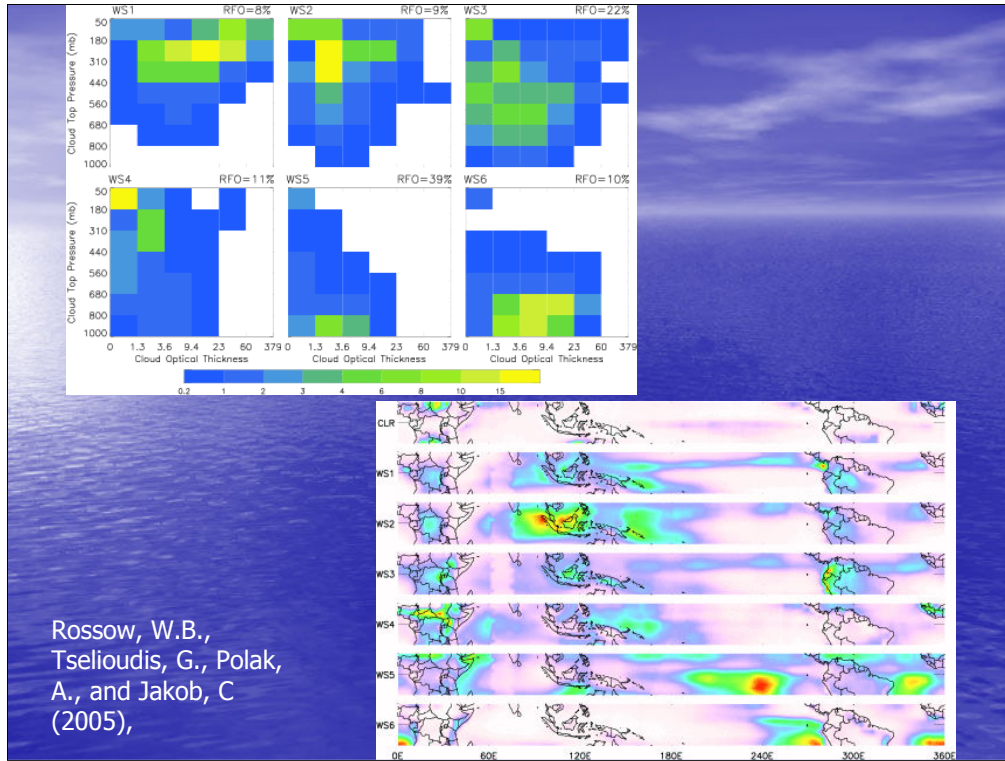 WS1 RFO=8% WS2 RFO=9% WS3 RFO=22%
Cloud Top Pressure (mb)
50
180
310
440
560
680
800
1000
WS4 RFO=11% WS5 RFO=39% WS6 RFO=10%
Cloud Top Pressure (mb)
50
180
310
440
560
680
800
1000
0 1.3 3.6 9.4 23 60 379 0 1.3 3.6 9.4 23 60 379 0 1.3 3.6 9.4 23 60 379
Cloud Optical Thickness Cloud Optical Thickness Cloud Optical Thickness
0.2 1 2 3 4 6 8 10 15
CLR
WS1
WS2
WS3
WS4
WS5
WS6
0E 60E 120E 180E 240E 300E 360E
Rossow, W.B.,
Tselioudis, G., Polak,
A., and Jakob, C
(2005),